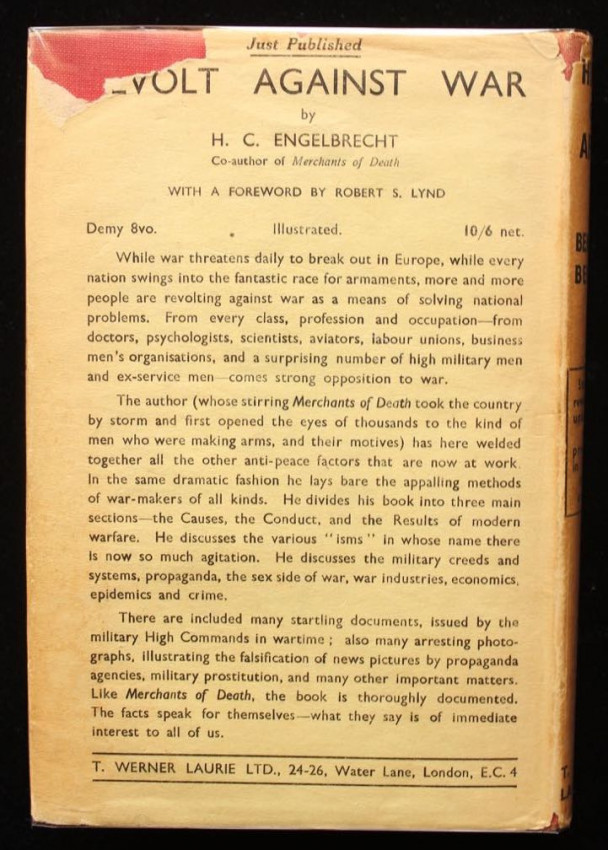 Just Published
EVOLT AGAINST WAR
by
H. C. ENGELBRECHT
Co-author of Merchants of Death
WITH A FOREWORD BY ROBERT S. LYND
Demy 8vo. Illustrated. 10/6 net.
While war threatens daily to break out in Europe, while every
nation swings into the fantastic race for armaments, more and more
people are revolting against war as a means of solving national
problems. From every class, profession and occupation—from
doctors, psychologists, scientists, aviators, labour unions, business
men's organisations, and a surprising number of high military men
and ex-service men—comes strong opposition to war.
The author (whose stirring Merchants of Death took the country
by storm and first opened the eyes of thousands to the kind of
men who were making arms, and their motives) has here welded
together all the other anti-peace factors that are now at work.
In the same dramatic fashion he lays bare the appalling methods
of war-makers of all kinds. He divides his book into three main
sections—the Causes, the Conduct, and the Results of modern
warfare. He discusses the various "isms" in whose name there
is now so much agitation. He discusses the military creeds and
systems, propaganda, the sex side of war, war industries, economics,
epidemics and crime.
There are included many startling documents, issued by the
military High Commands in wartime; also many arresting photo-
graphs, illustrating the falsification of news pictures by propaganda
agencies, military prostitution, and many other important matters.
Like Merchants of Death, the book is thoroughly documented.
The facts speak for themselves—what they say is of immediate
interest to all of us.
T. WERNER LAURIE LTD., 24-26, Water Lane, London, E.C. 4